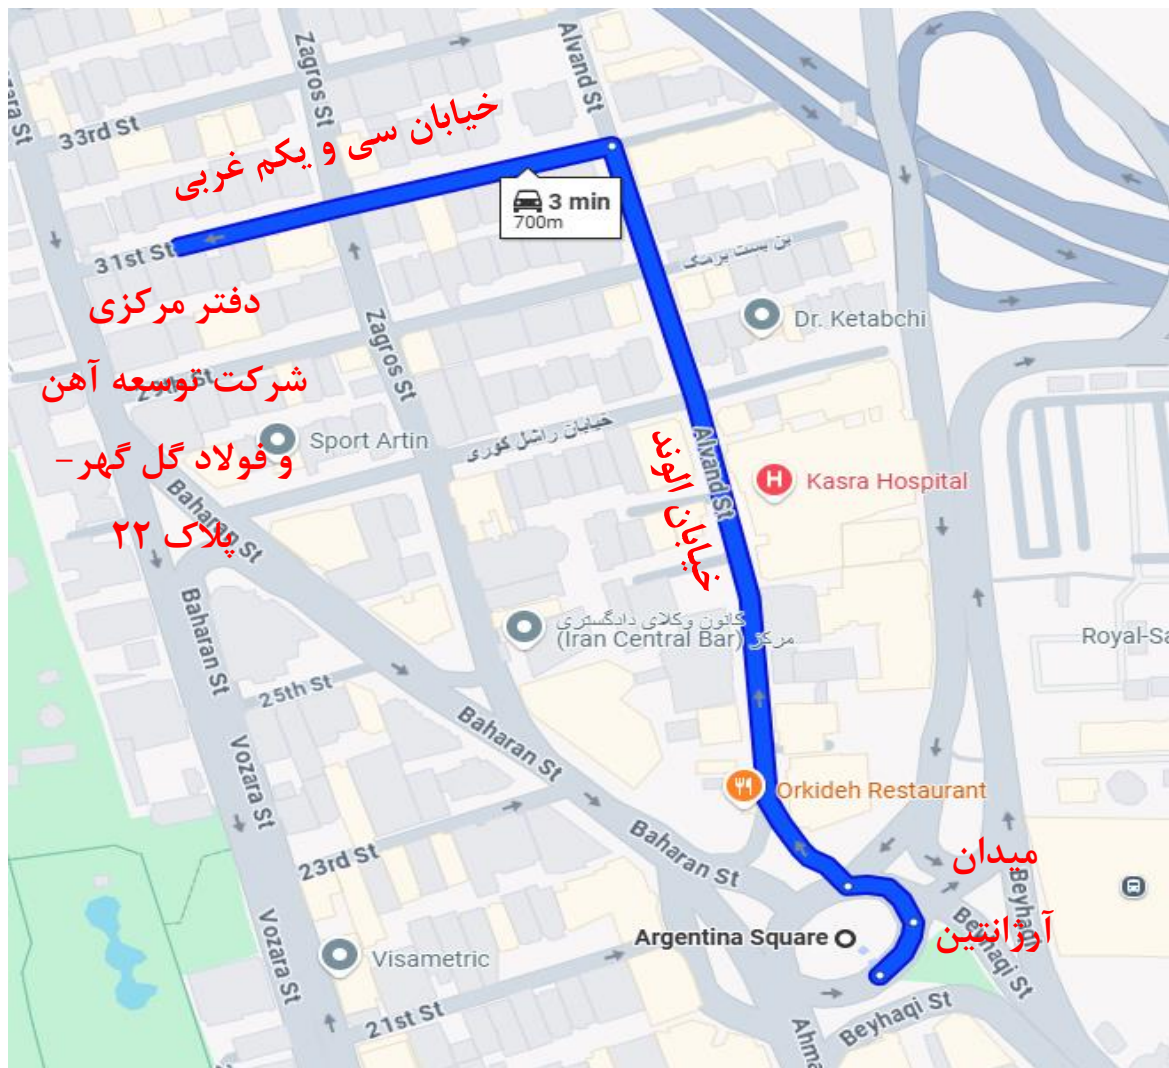 Zagros St
Alvand St
33rd St
خیابان سی و یکم غربی
3 min
700m
31st St
بن بست برمک
دفتر مرکزی
Dr. Ketabchi
Zagros St
شرکت توسعه آهن
29th St
Sport Artin
خیابان راشل کوری
خیابان الوند
Alvand St
Kasra Hospital
و فولاد گل گهر-
Baharan St
پلاک ۲۲
کانون وکلای دادگستری
مرکز (Iran Central Bar)
Royal-Sa
Baharan St
25th St
Vozara St
Baharan St
Orkideh Restaurant
23rd St
Baharan St
میدان
آرژانتین
Beyhaqi
Beyhaqi St
Argentina Square
Vozara St
Visametric
21st St
Beyhaqi St
Ahma
zara St